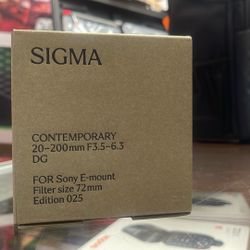 SIGMA
CONTEMPORARY
20-200mm F3.5-6.3
DG
FOR Sony E-mount
Filter size 72mm
Edition 025